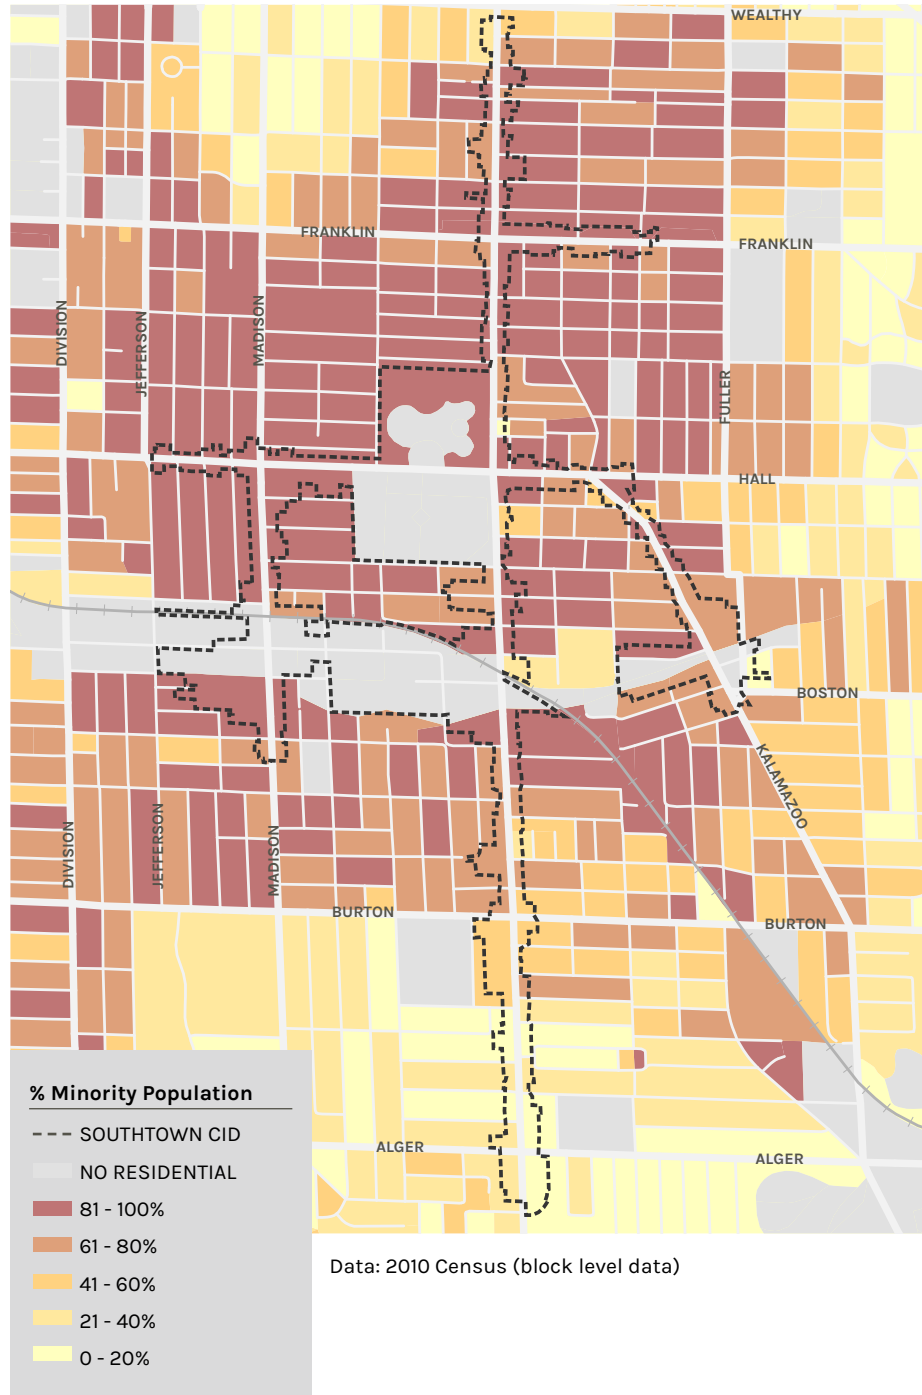 WEALTHY
FRANKLIN
FRANKLIN
DIVISION
JEFFERSON
MADISON
FULLER
HALL
BOSTON
KALAMAZOO
DIVISION
JEFFERSON
MADISON
BURTON
BURTON
ALGER
ALGER
% Minority Population
SOUTHTOWN CID
NO RESIDENTIAL
81 - 100%
61 - 80%
41 - 60%
21 - 40%
0 - 20%
Data: 2010 Census (block level data)